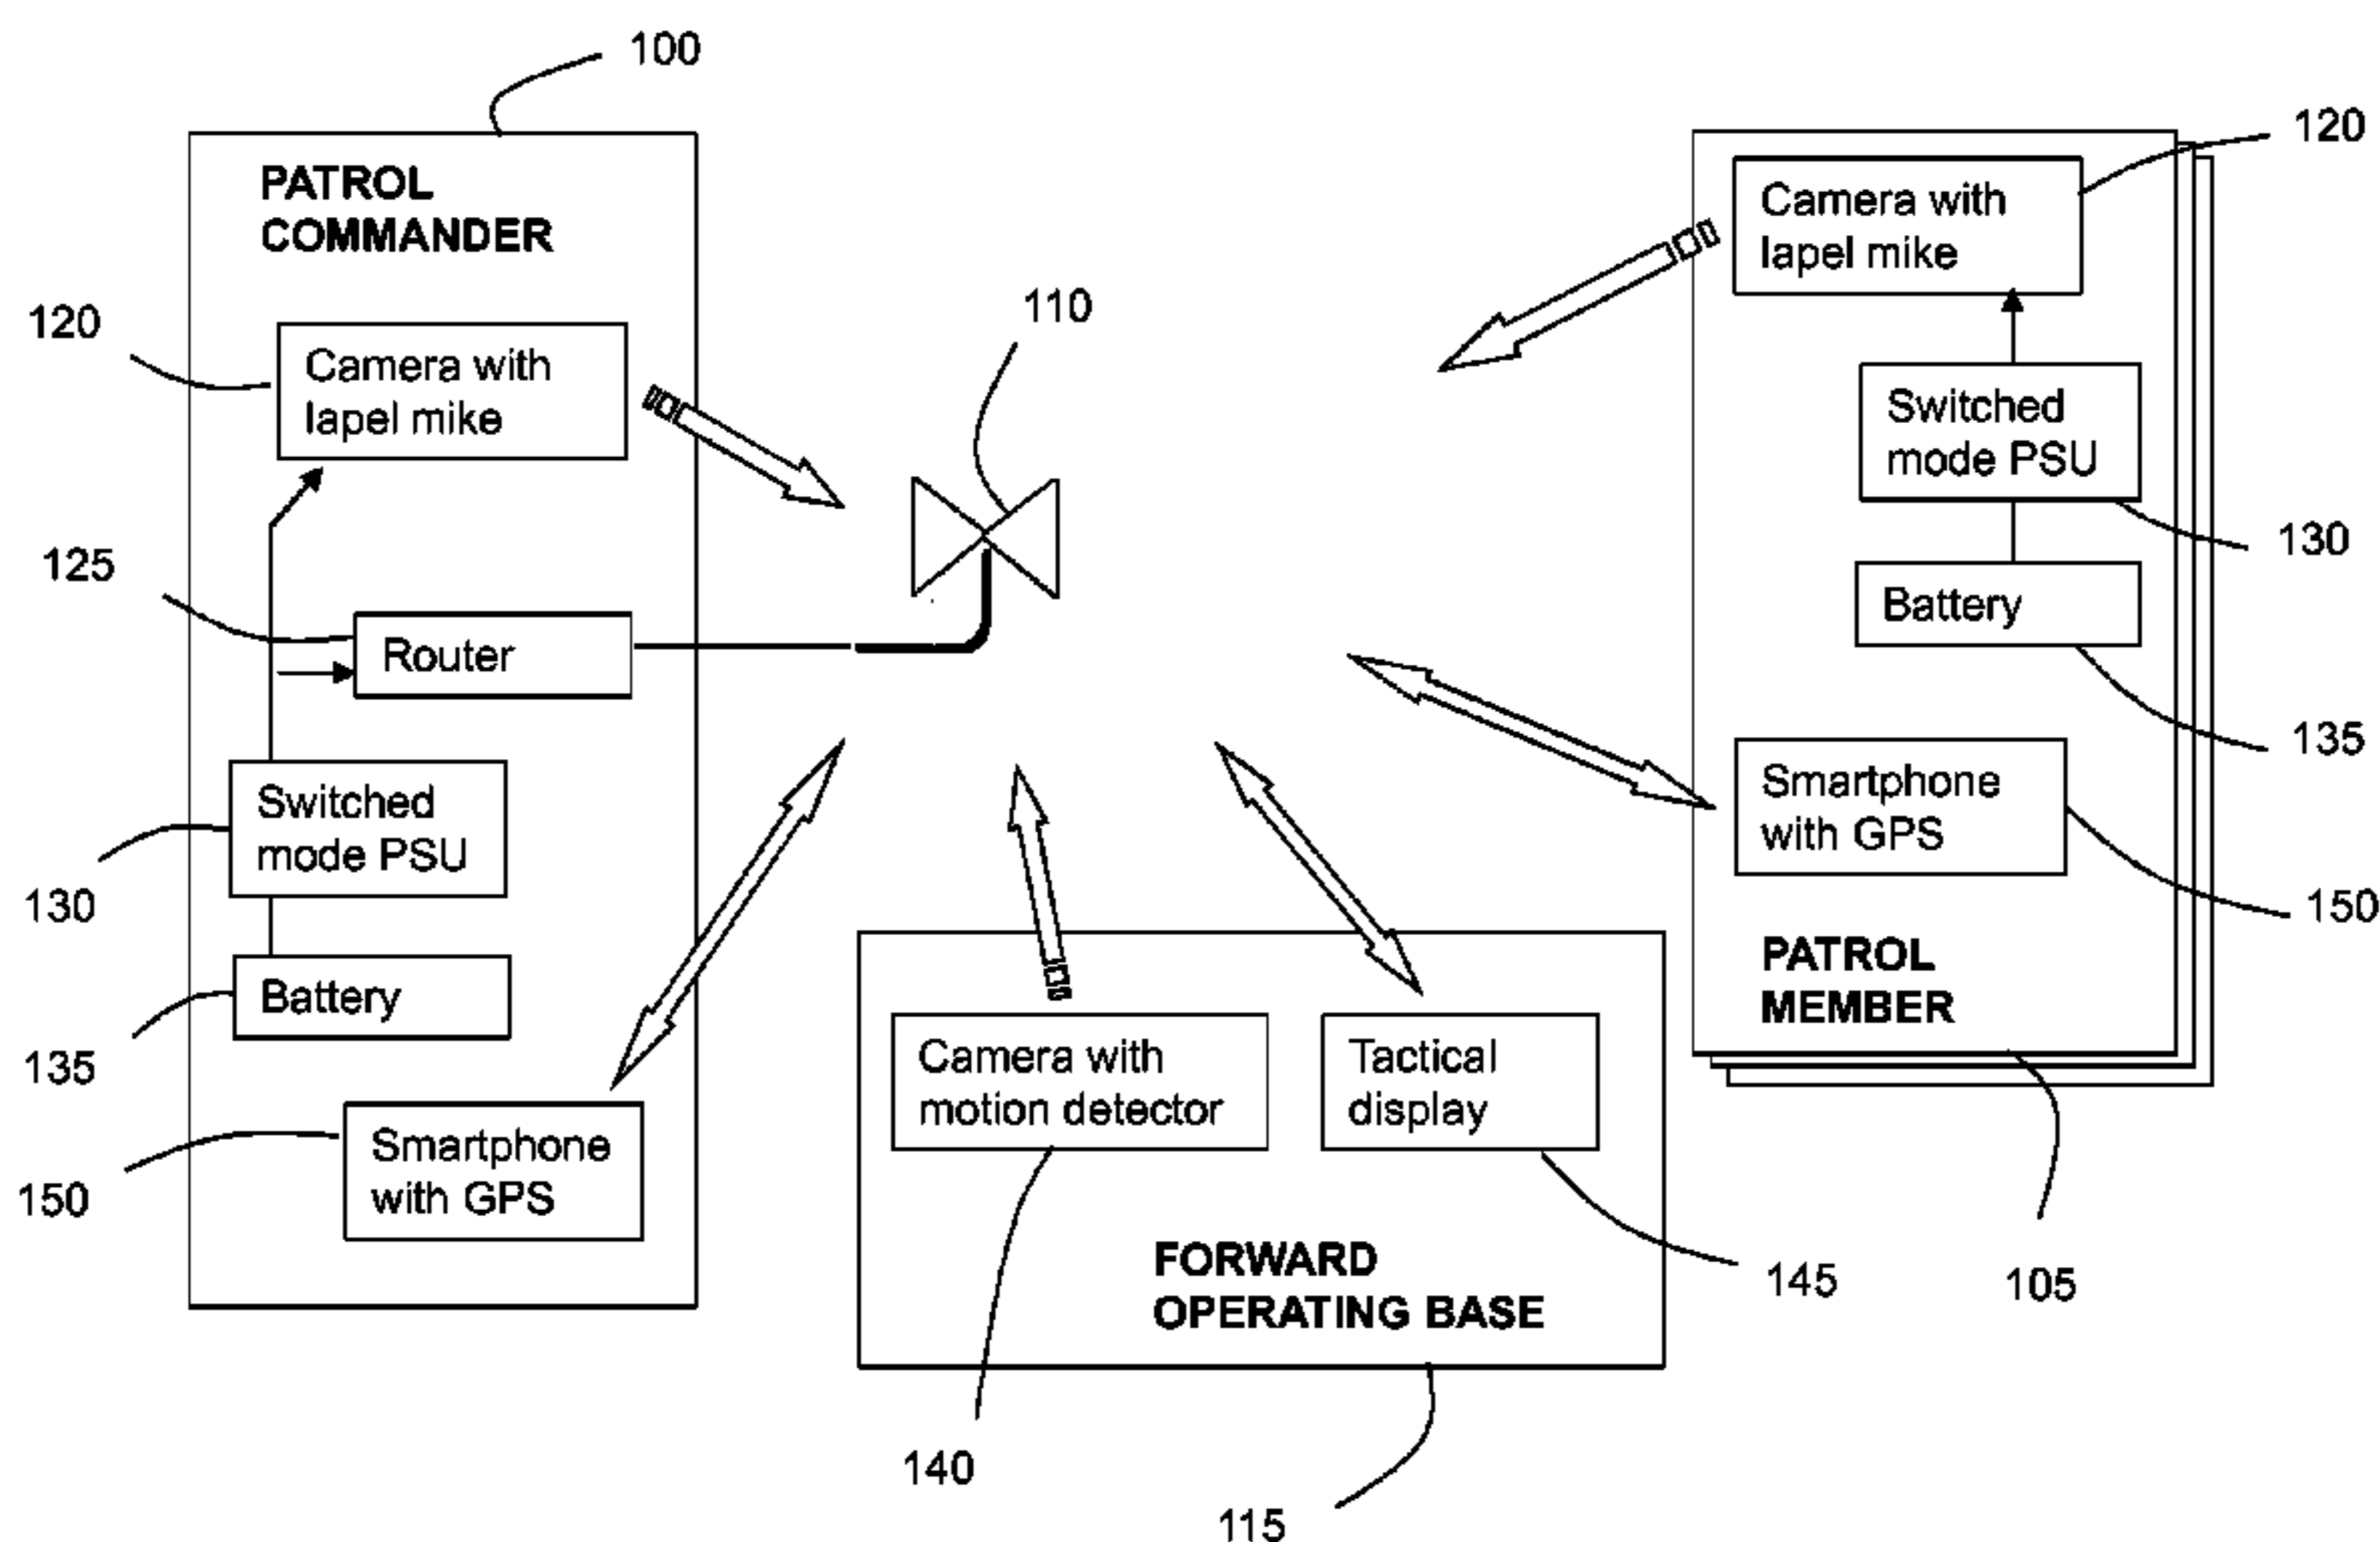 100
PATROL
COMMANDER
120
Camera with
lapel mike
125
Router
Switched
mode PSU
130
Battery
135
Smartphone
with GPS
150
110
120
Camera with
lapel mike
Switched
mode PSU
130
Battery
135
Smartphone
with GPS
150
PATROL
MEMBER
105
Camera with
motion detector
Tactical
display
FORWARD
OPERATING BASE
145
140
115